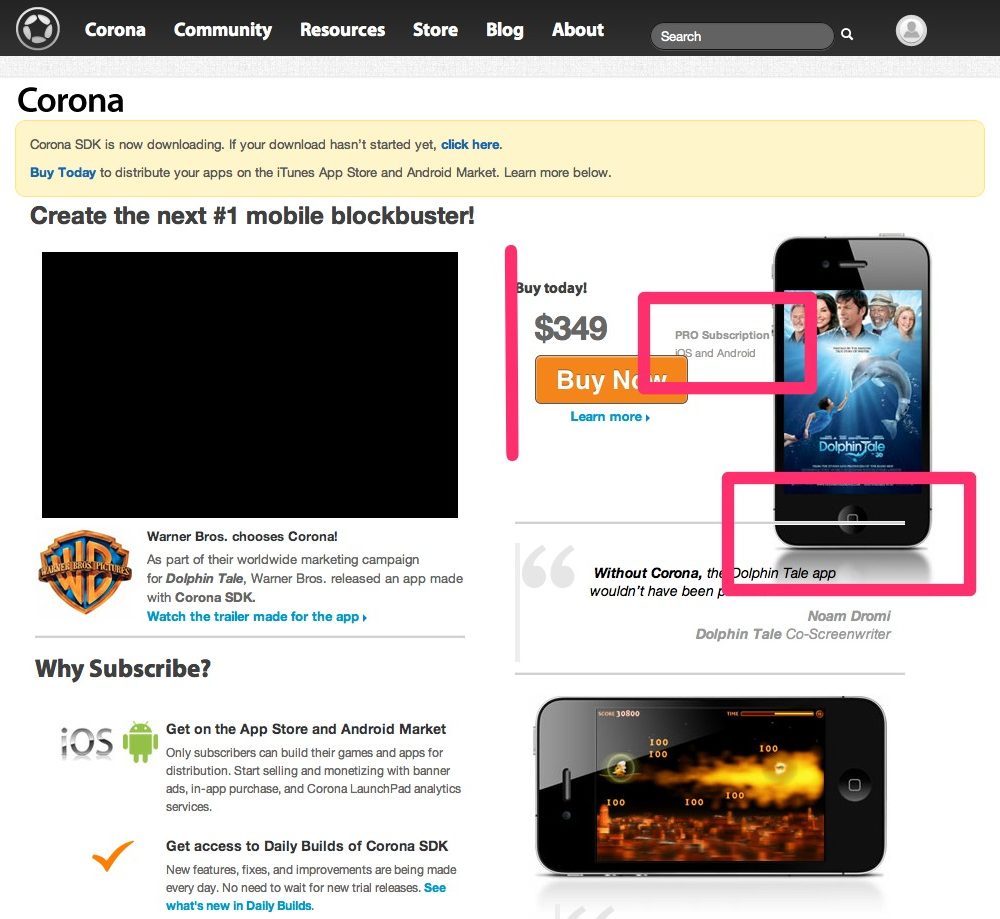 Corona Community Resources Store Blog About Search
Corona
Corona SDK is now downloading. If your download hasn't started yet, click here.
Buy Today to distribute your apps on the iTunes App Store and Android Market. Learn more below.
Create the next #1 mobile blockbuster!
Buy today!
$349
PRO Subscription
iOS and Android
Buy Now
Learn more
Dolphin Tale
WARNER BROS. PICTURES
Warner Bros. chooses Corona!
As part of their worldwide marketing campaign
for Dolphin Tale, Warner Bros. released an app made
with Corona SDK.
Watch the trailer made for the app
Without Corona, the Dolphin Tale app
wouldn't have been
Noam Dromi
Dolphin Tale Co-Screenwriter
Why Subscribe?
iOS
Get on the App Store and Android Market
Only subscribers can build their games and apps for
distribution. Start selling and monetizing with banner
ads, in-app purchase, and Corona LaunchPad analytics
services.
Get access to Daily Builds of Corona SDK
New features, fixes, and improvements are being made
every day. No need to wait for new trial releases. See
what's new in Daily Builds.
SCORE 30800 TIME
100
100
100
100
100
100